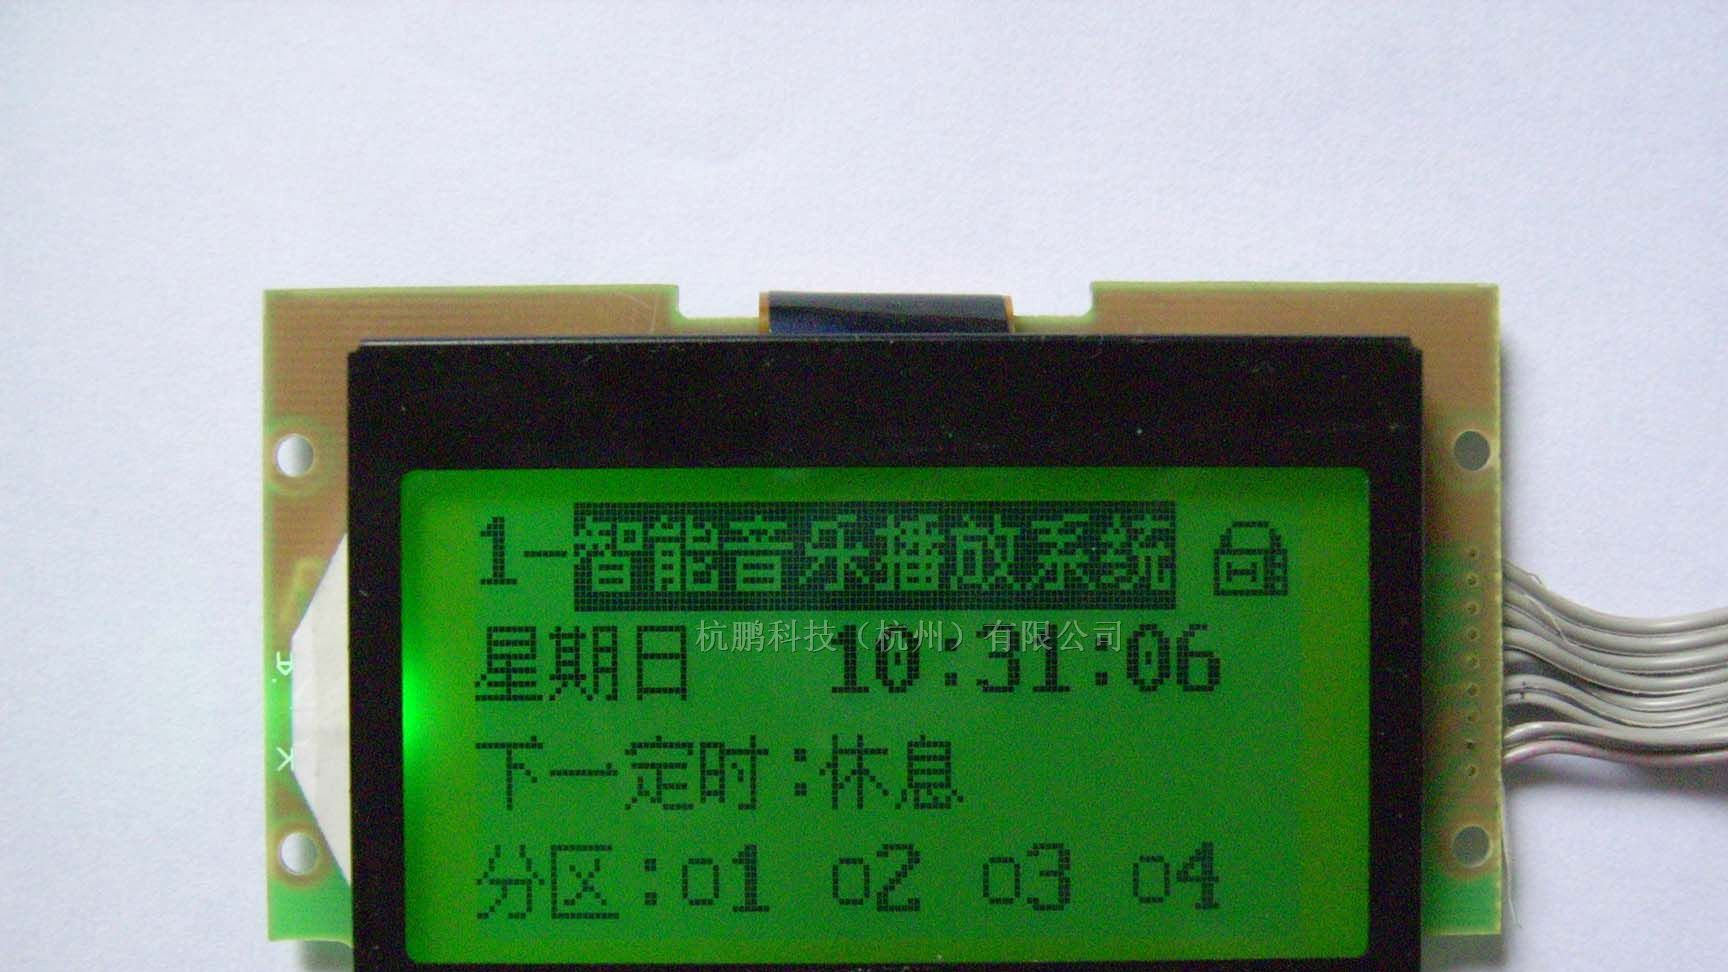 1-智能音乐播放系统
杭鹏科技（杭州）有限公司
星期日 10:31:06
下一定时:休息
分区:o1 o2 o3 o4
A
K